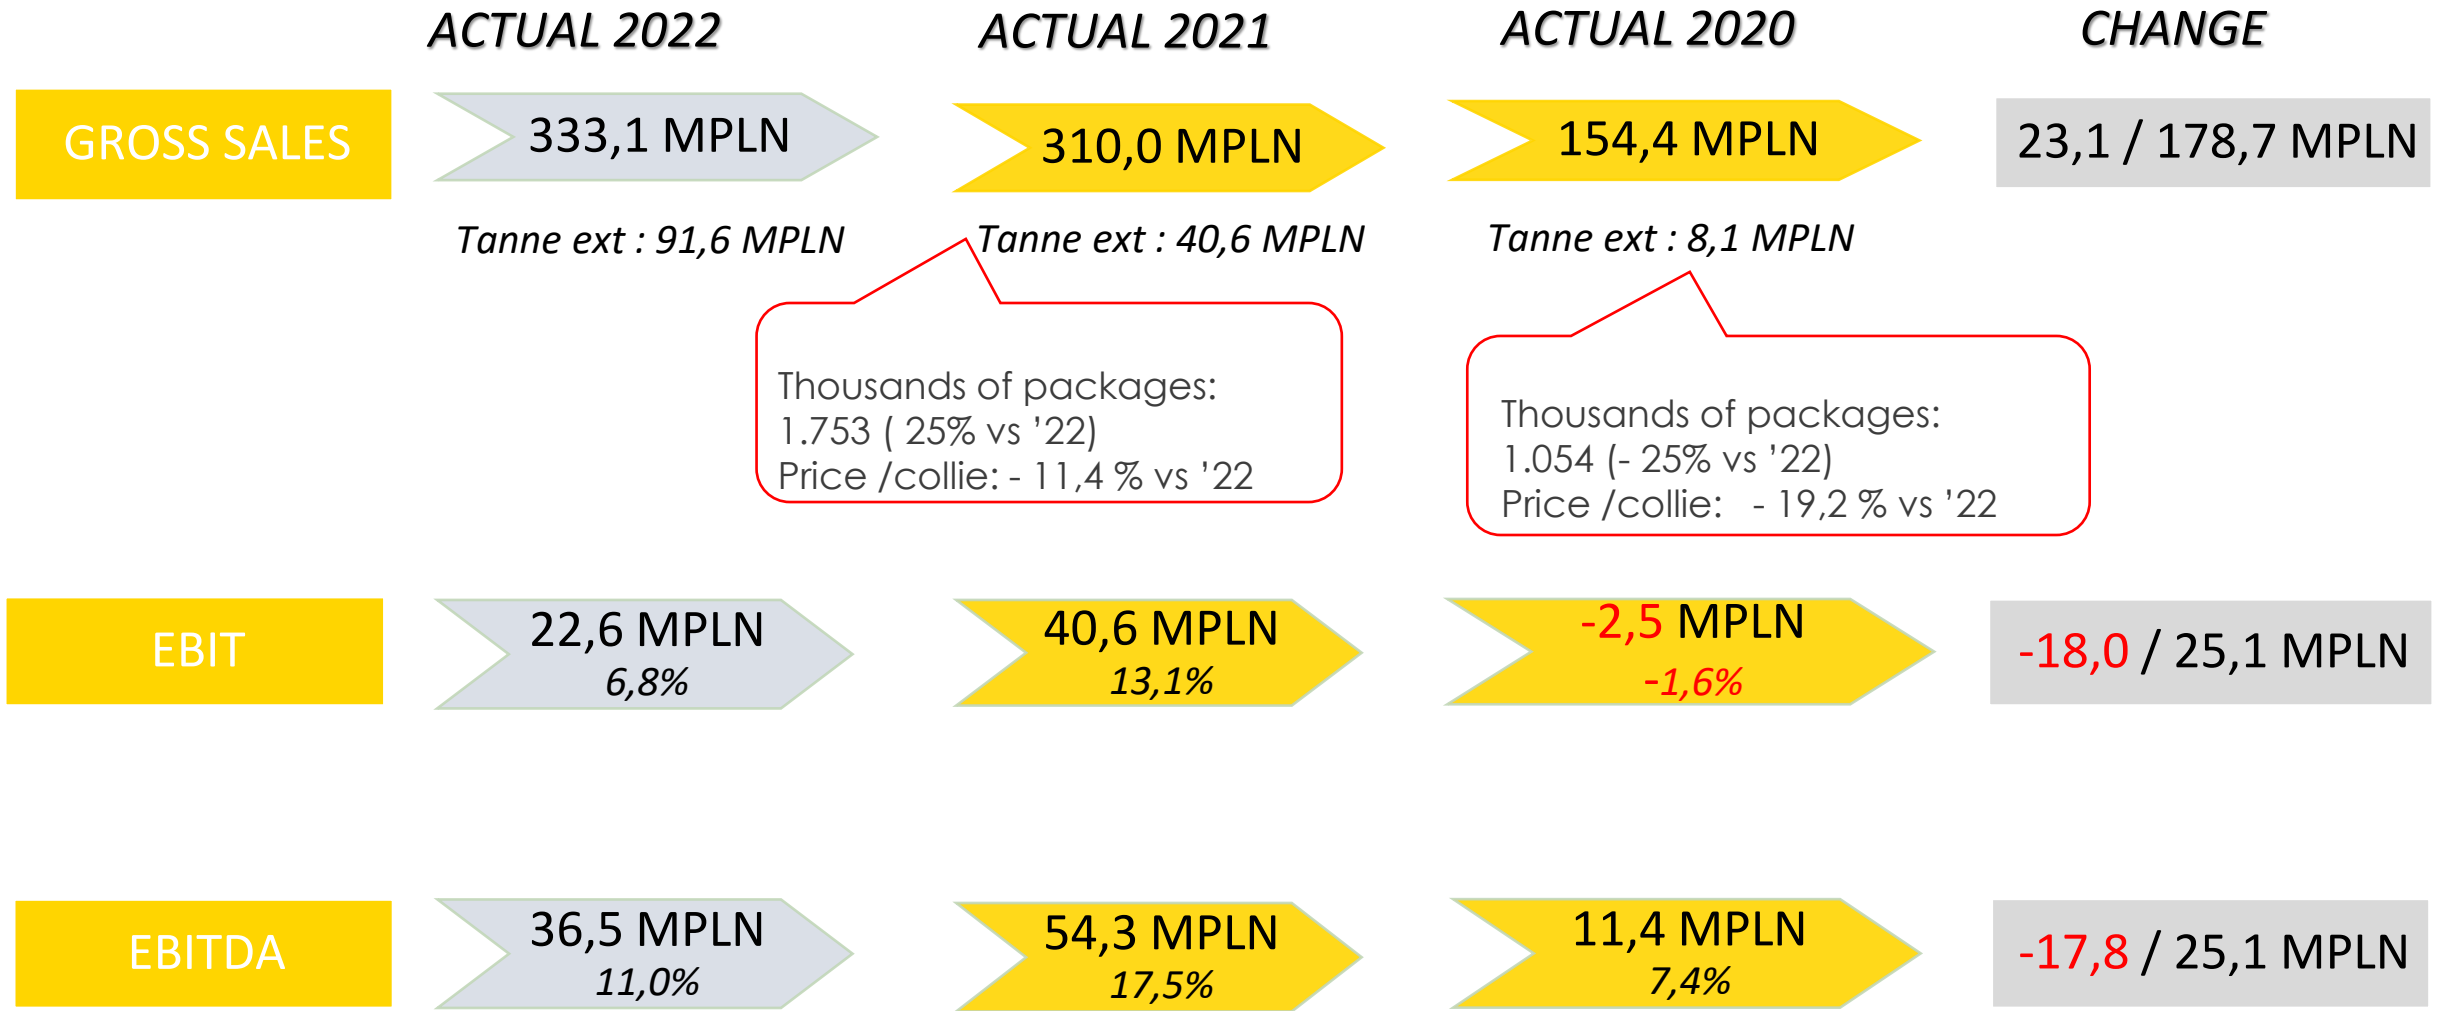 ACTUAL 2022
ACTUAL 2021
ACTUAL 2020
CHANGE
GROSS SALES
333,1 MPLN
310,0 MPLN
154,4 MPLN
23,1 / 178,7 MPLN
Tanne ext : 91,6 MPLN
Tanne ext : 40,6 MPLN
Tanne ext : 8,1 MPLN
Thousands of packages:
1.753 ( 25% vs ’22)
Price /collie: - 11,4 % vs ’22
Thousands of packages:
1.054 (- 25% vs ’22)
Price /collie: - 19,2 % vs ’22
EBIT
22,6 MPLN
6,8%
40,6 MPLN
13,1%
-2,5 MPLN
-1,6%
-18,0 / 25,1 MPLN
EBITDA
36,5 MPLN
11,0%
54,3 MPLN
17,5%
11,4 MPLN
7,4%
-17,8 / 25,1 MPLN